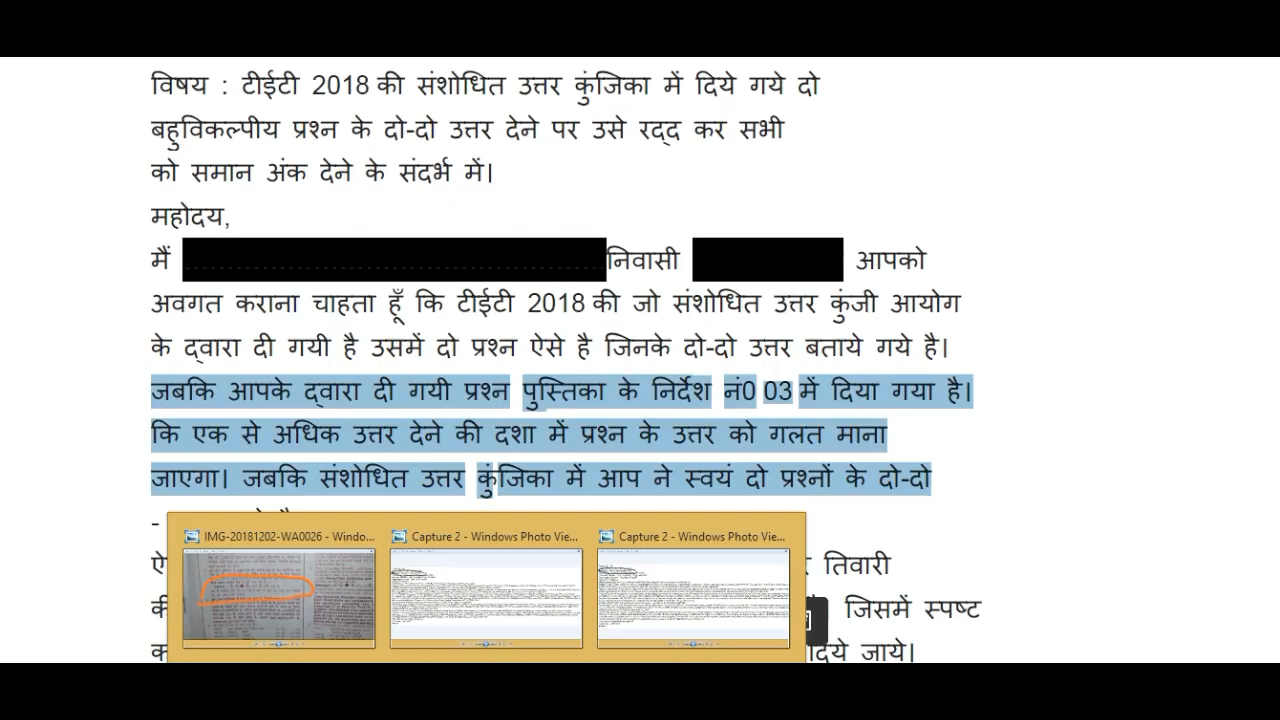 विषय : टीईटी 2018 की संशोधित उत्तर कुंजिका में दिये गये दो
बहुविकल्पीय प्रश्न के दो-दो उत्तर देने पर उसे रद्द कर सभी
को समान अंक देने के संदर्भ में।
महोदय,
मैं निवासी आपको
अवगत कराना चाहता हूँ कि टीईटी 2018 की जो संशोधित उत्तर कुंजी आयोग
के द्वारा दी गयी है उसमें दो प्रश्न ऐसे है जिनके दो-दो उत्तर बताये गये है।
जबकि आपके द्वारा दी गयी प्रश्न पुस्तिका के निर्देश नं0 03 में दिया गया है।
कि एक से अधिक उत्तर देने की दशा में प्रश्न के उत्तर को गलत माना
जाएगा। जबकि संशोधित उत्तर कुंजिका में आप ने स्वयं दो प्रश्नों के दो-दो
IMG-20181202-WA0026 - Windo...
Capture 2 - Windows Photo Vie...
Capture 2 - Windows Photo Vie...
तिवारी
जिसमें स्पष्ट
दिये जाये।